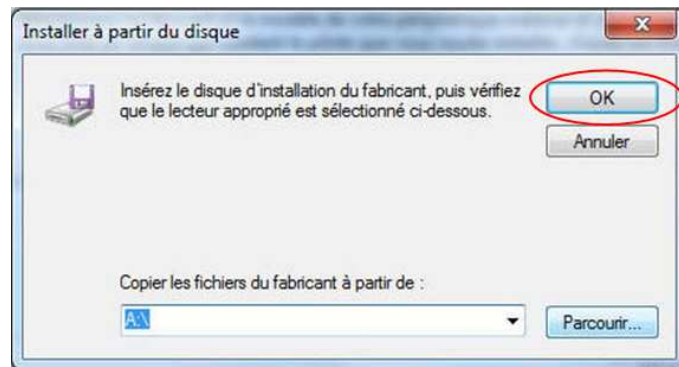 Installer à partir du disque
Insérez le disque d'installation du fabricant, puis vérifiez
que le lecteur approprié est sélectionné ci-dessous.
OK
Annuler
Copier les fichiers du fabricant à partir de :
A:\
Parcourir...